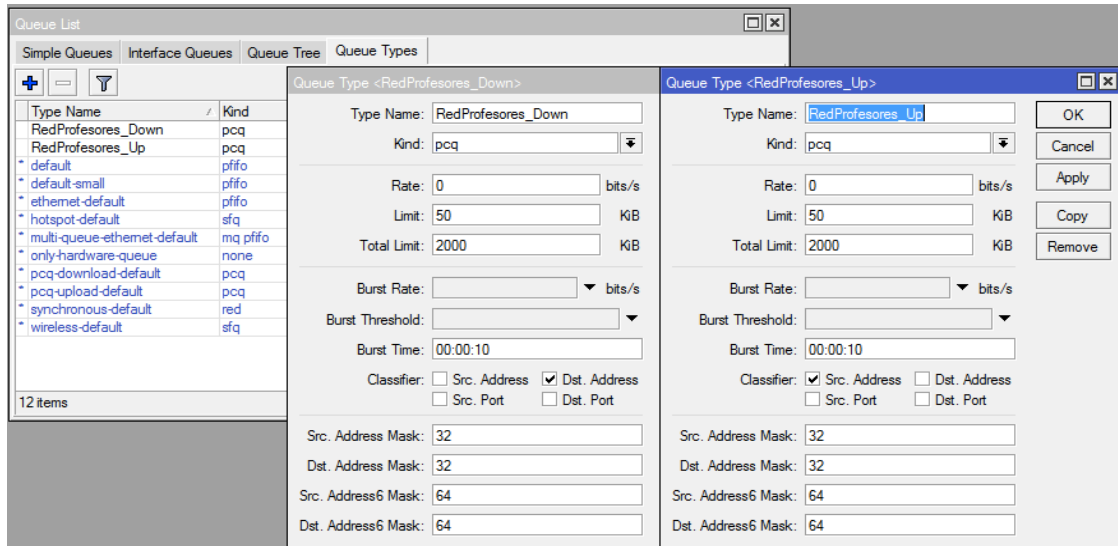 Queue List
Simple Queues Interface Queues Queue Tree Queue Types
Type Name Kind
RedProfesores_Down pcq
RedProfesores_Up pcq
* default pfifo
* default-small pfifo
* ethernet-default pfifo
* hotspot-default sfq
* multi-queue-ethernet-default mq pfifo
* only-hardware-queue none
* pcq-download-default pcq
* pcq-upload-default pcq
* synchronous-default red
* wireless-default sfq
12 items
Queue Type <RedProfesores_Down>
Type Name: RedProfesores_Down
Kind: pcq
Rate: 0 bits/s
Limit: 50 KiB
Total Limit: 2000 KiB
Burst Rate: bits/s
Burst Threshold:
Burst Time: 00:00:10
Classifier: Src. Address Dst. Address
Src. Port Dst. Port
Src. Address Mask: 32
Dst. Address Mask: 32
Src. Address6 Mask: 64
Dst. Address6 Mask: 64
Queue Type <RedProfesores_Up>
Type Name: RedProfesores_Up
Kind: pcq
Rate: 0 bits/s
Limit: 50 KiB
Total Limit: 2000 KiB
Burst Rate: bits/s
Burst Threshold:
Burst Time: 00:00:10
Classifier: Src. Address Dst. Address
Src. Port Dst. Port
Src. Address Mask: 32
Dst. Address Mask: 32
Src. Address6 Mask: 64
Dst. Address6 Mask: 64
OK
Cancel
Apply
Copy
Remove